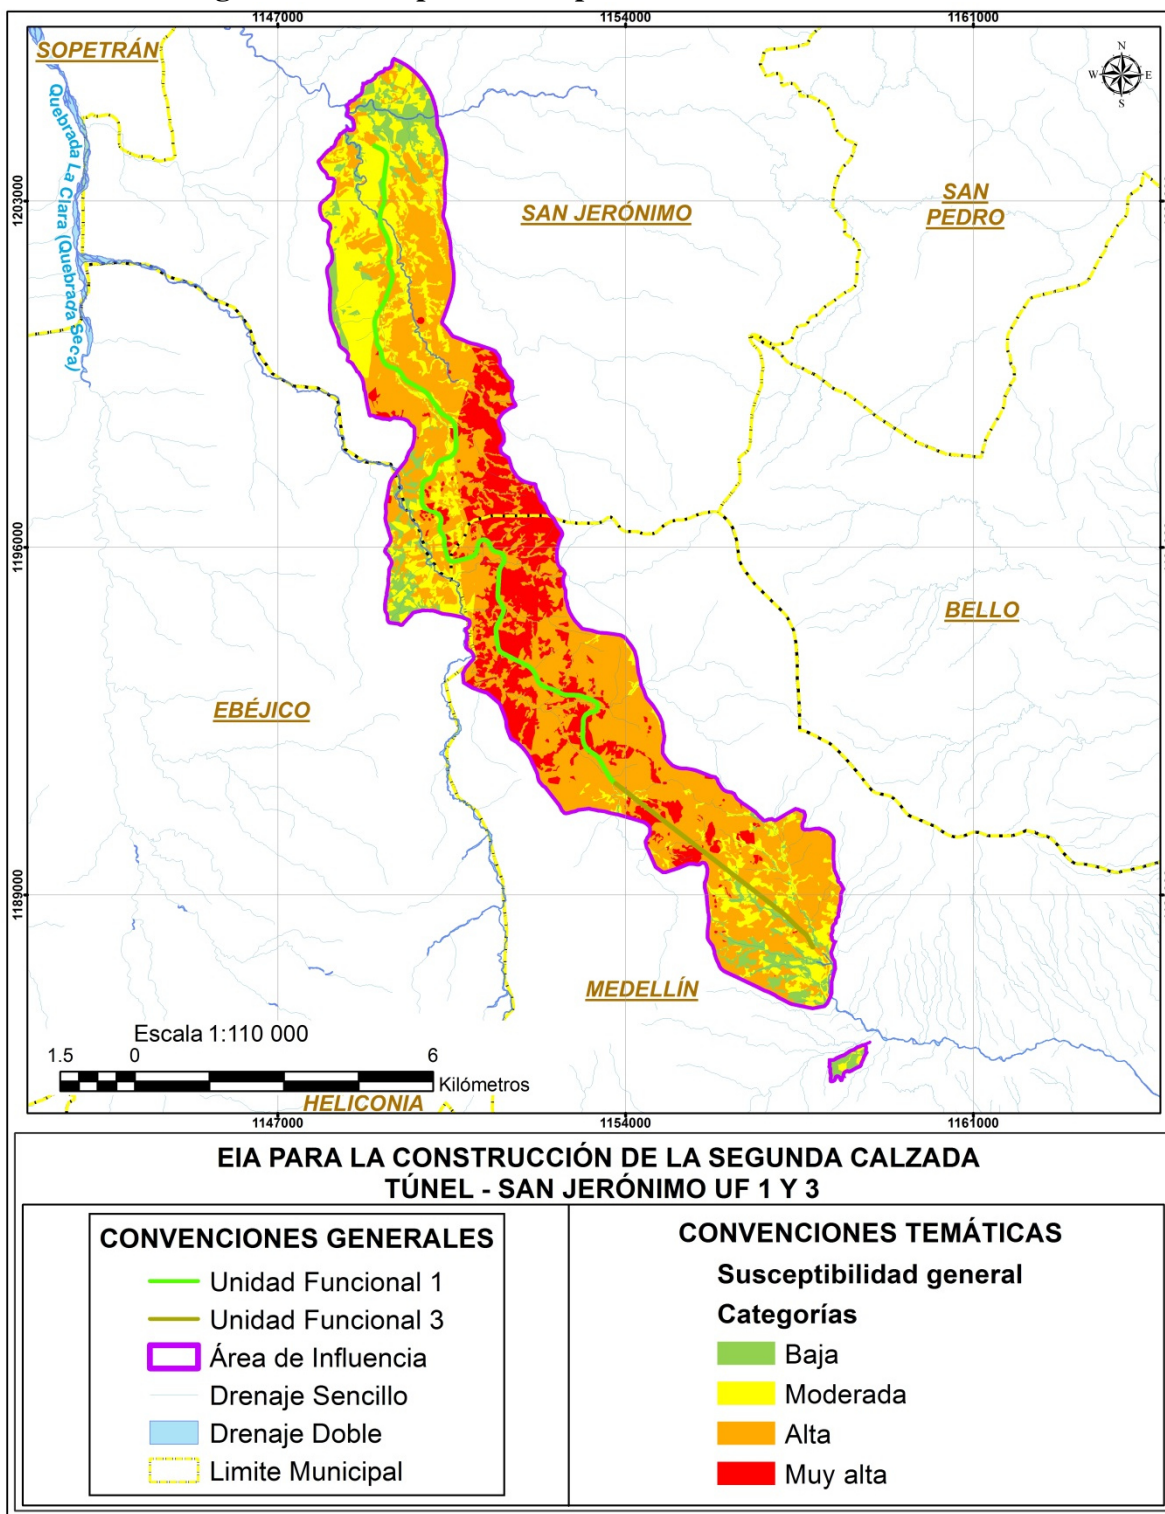 1147000
1154000
1161000
SOPETRÁN
N
W
E
S
Quebrada La Clara (Quebrada Seca)
1203000
SAN JERÓNIMO
SAN
PEDRO
1196000
BELLO
EBÉJICO
1189000
MEDELLÍN
Escala 1:110 000
1.5
0
6
Kilómetros
HELICONIA
1147000
1154000
1161000
EIA PARA LA CONSTRUCCIÓN DE LA SEGUNDA CALZADA
TÚNEL - SAN JERÓNIMO UF 1 Y 3
CONVENCIONES GENERALES
Unidad Funcional 1
Unidad Funcional 3
Área de Influencia
Drenaje Sencillo
Drenaje Doble
Limite Municipal
CONVENCIONES TEMÁTICAS
Susceptibilidad general
Categorías
Baja
Moderada
Alta
Muy alta